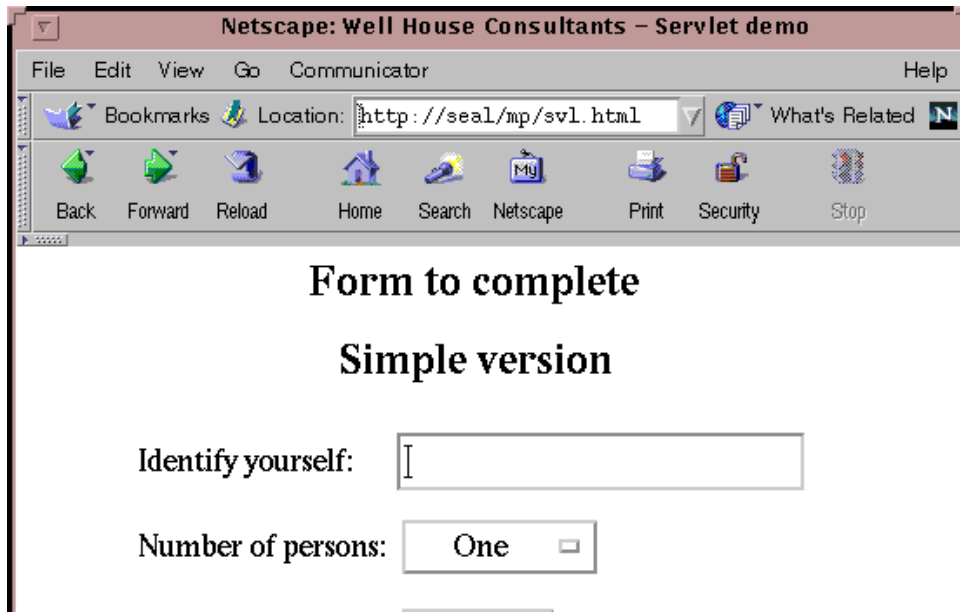 Netscape: Well House Consultants – Servlet demo
File Edit View Go Communicator Help
Bookmarks Location: http://seal/mp/svl.html What's Related N
My
Back Forward Reload Home Search Netscape Print Security Stop
Form to complete
Simple version
Identify yourself:
Number of persons: One